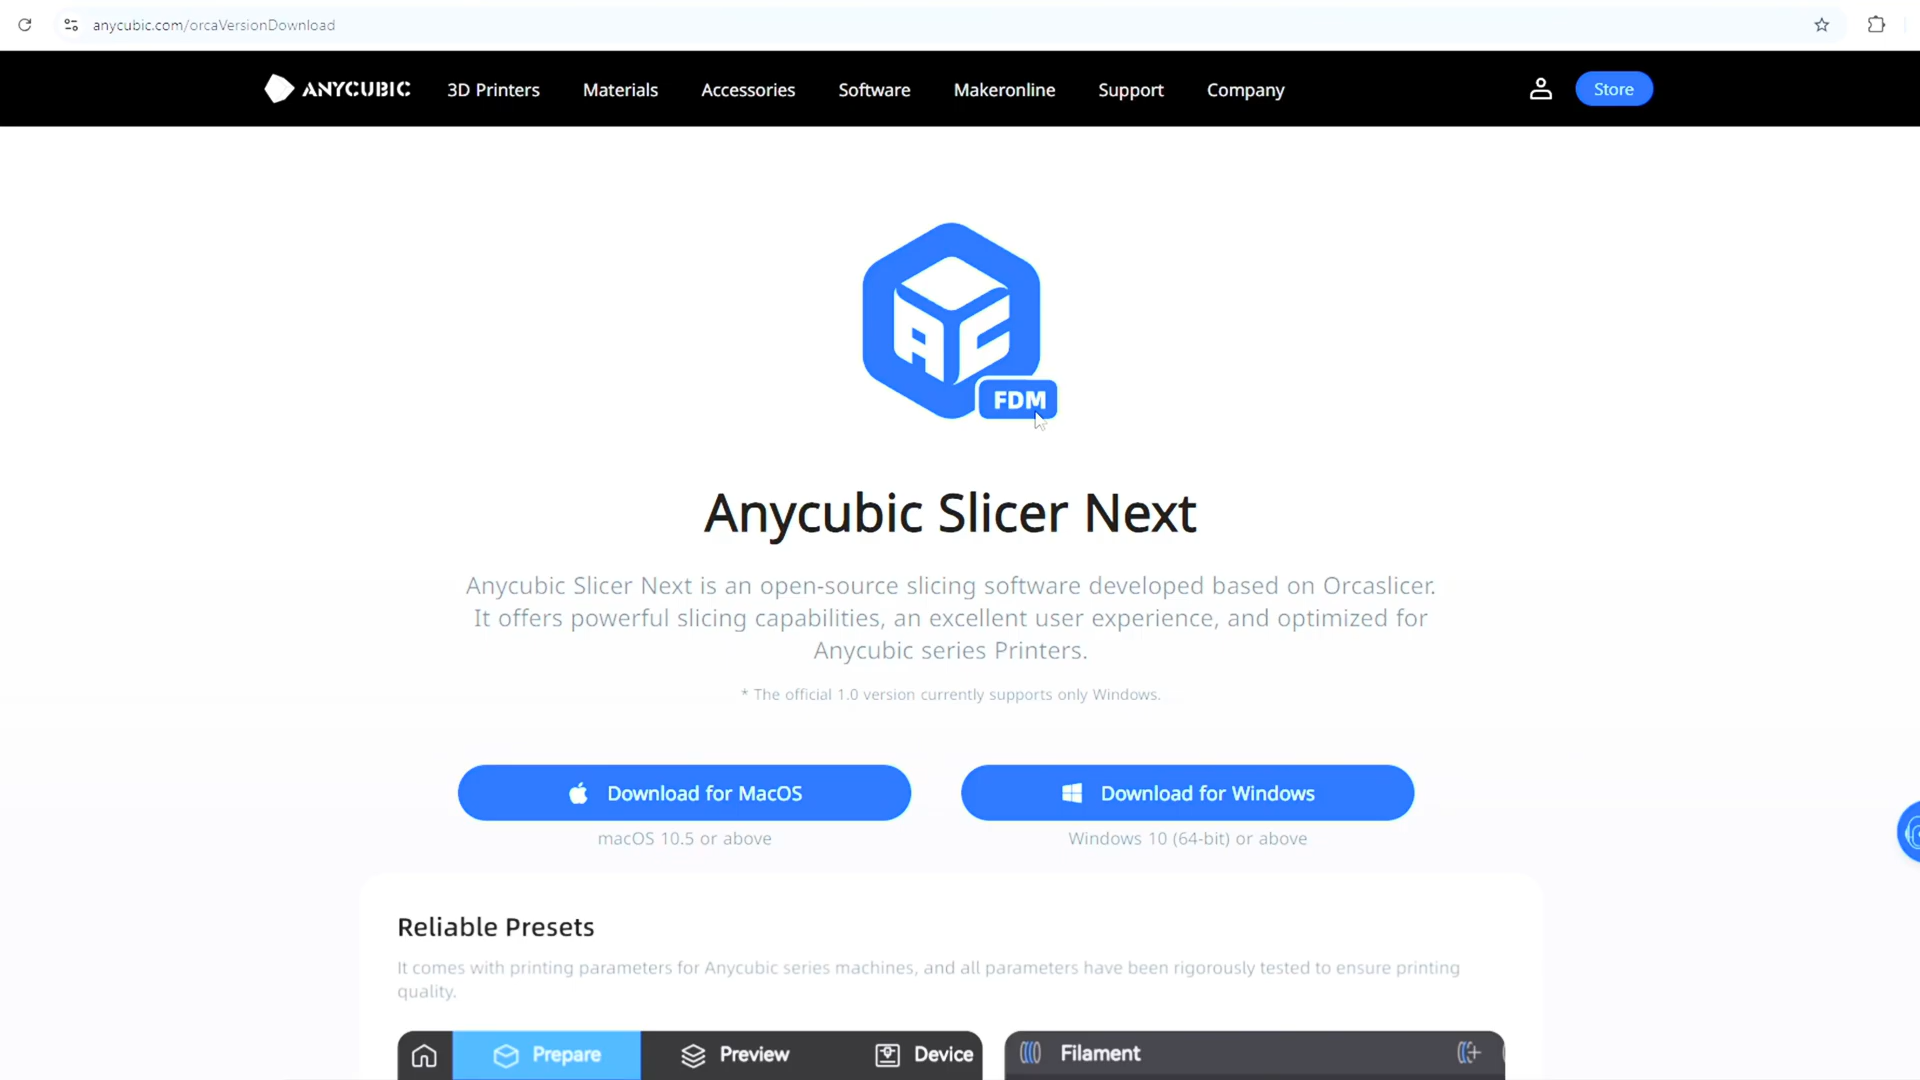 anycubic.com/orcaVersionDownload
ANYCUBIC 3D Printers Materials Accessories Software Makeronline Support Company Store
AC
FDM
Anycubic Slicer Next
Anycubic Slicer Next is an open-source slicing software developed based on Orcaslicer.
It offers powerful slicing capabilities, an excellent user experience, and optimized for
Anycubic series Printers.
* The official 1.0 version currently supports only Windows.
Download for MacOS
macOS 10.5 or above
Download for Windows
Windows 10 (64-bit) or above
Reliable Presets
It comes with printing parameters for Anycubic series machines, and all parameters have been rigorously tested to ensure printing
quality.
Prepare Preview Device Filament